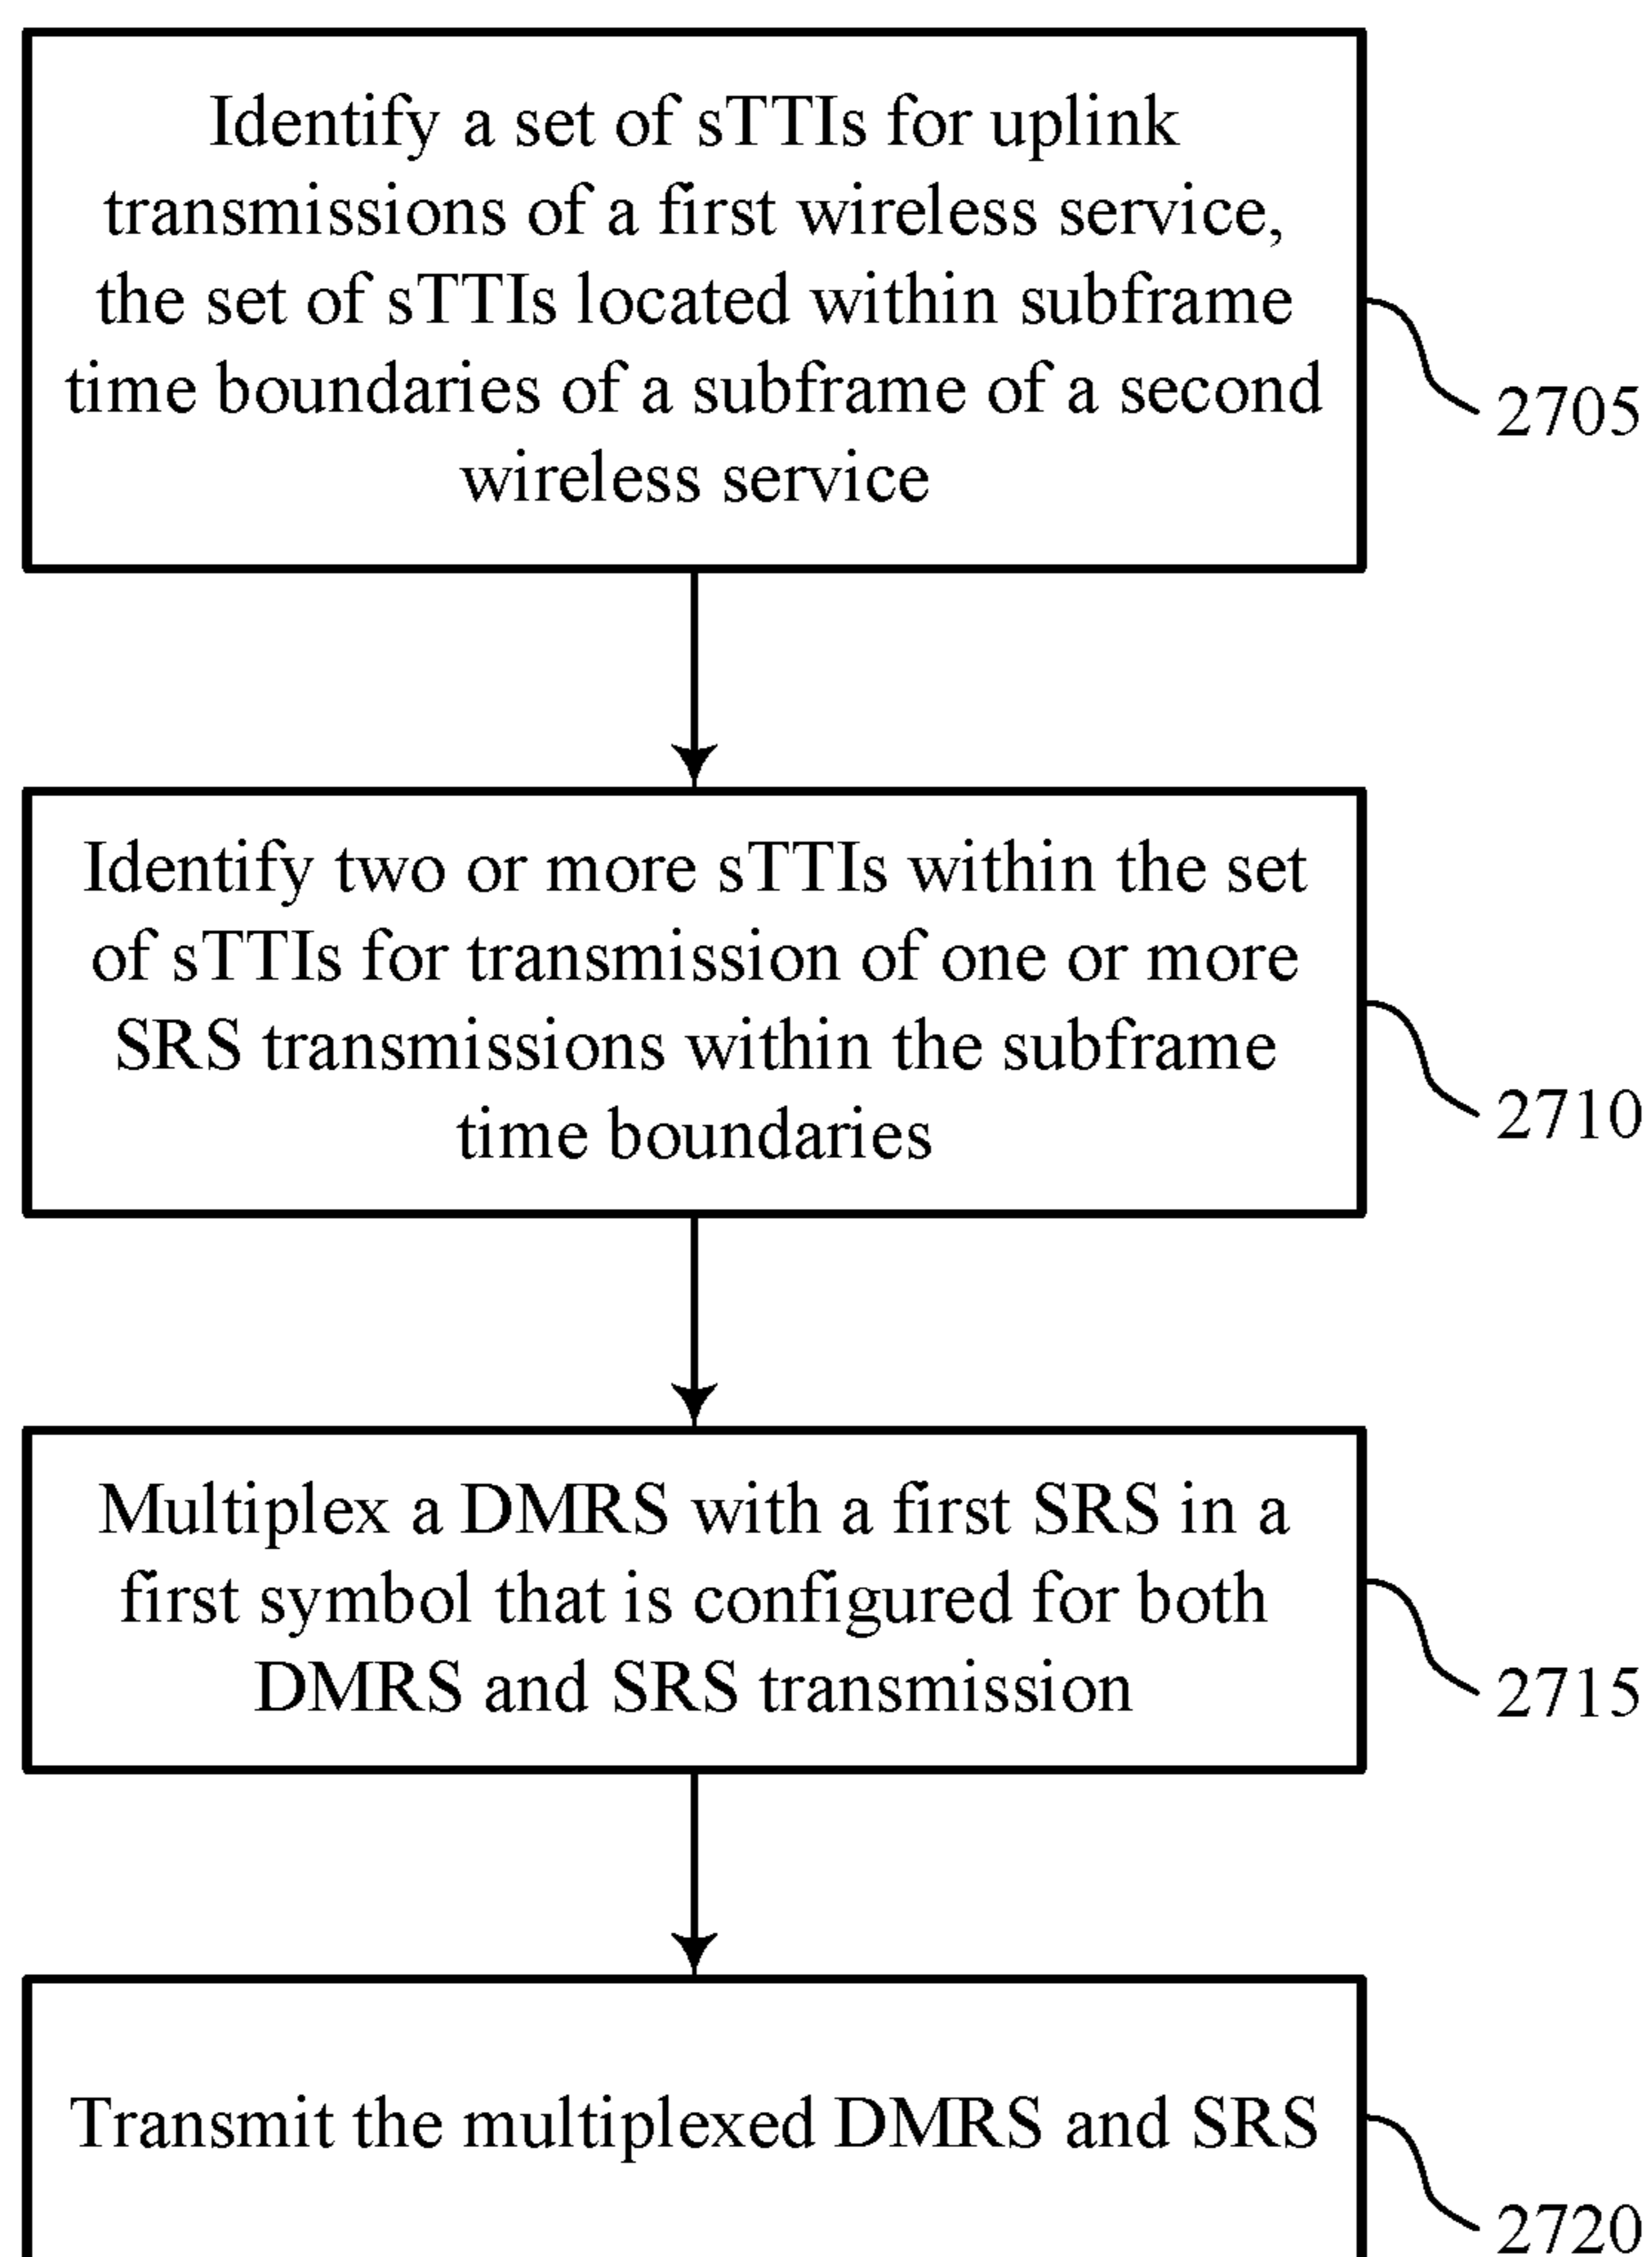 Identify a set of sTTIs for uplink
transmissions of a first wireless service,
the set of sTTIs located within subframe
time boundaries of a subframe of a second
wireless service
2705
Identify two or more sTTIs within the set
of sTTIs for transmission of one or more
SRS transmissions within the subframe
time boundaries
2710
Multiplex a DMRS with a first SRS in a
first symbol that is configured for both
DMRS and SRS transmission
2715
Transmit the multiplexed DMRS and SRS
2720